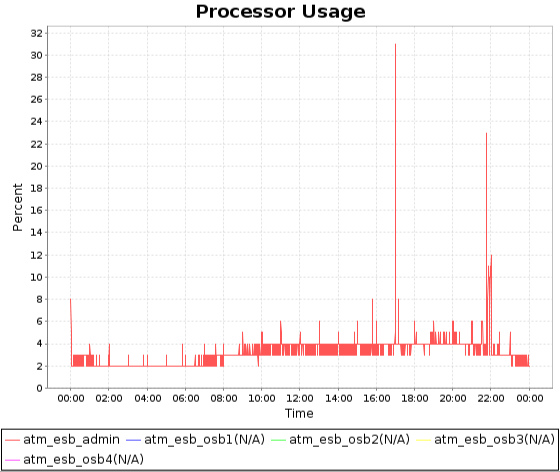 Processor Usage
32
30
28
26
24
22
20
18
16
14
12
10
8
6
4
2
0
Percent
00:00 02:00 04:00 06:00 08:00 10:00 12:00 14:00 16:00 18:00 20:00 22:00 00:00
Time
atm_esb_admin atm_esb_osb1(N/A) atm_esb_osb2(N/A) atm_esb_osb3(N/A)
atm_esb_osb4(N/A)